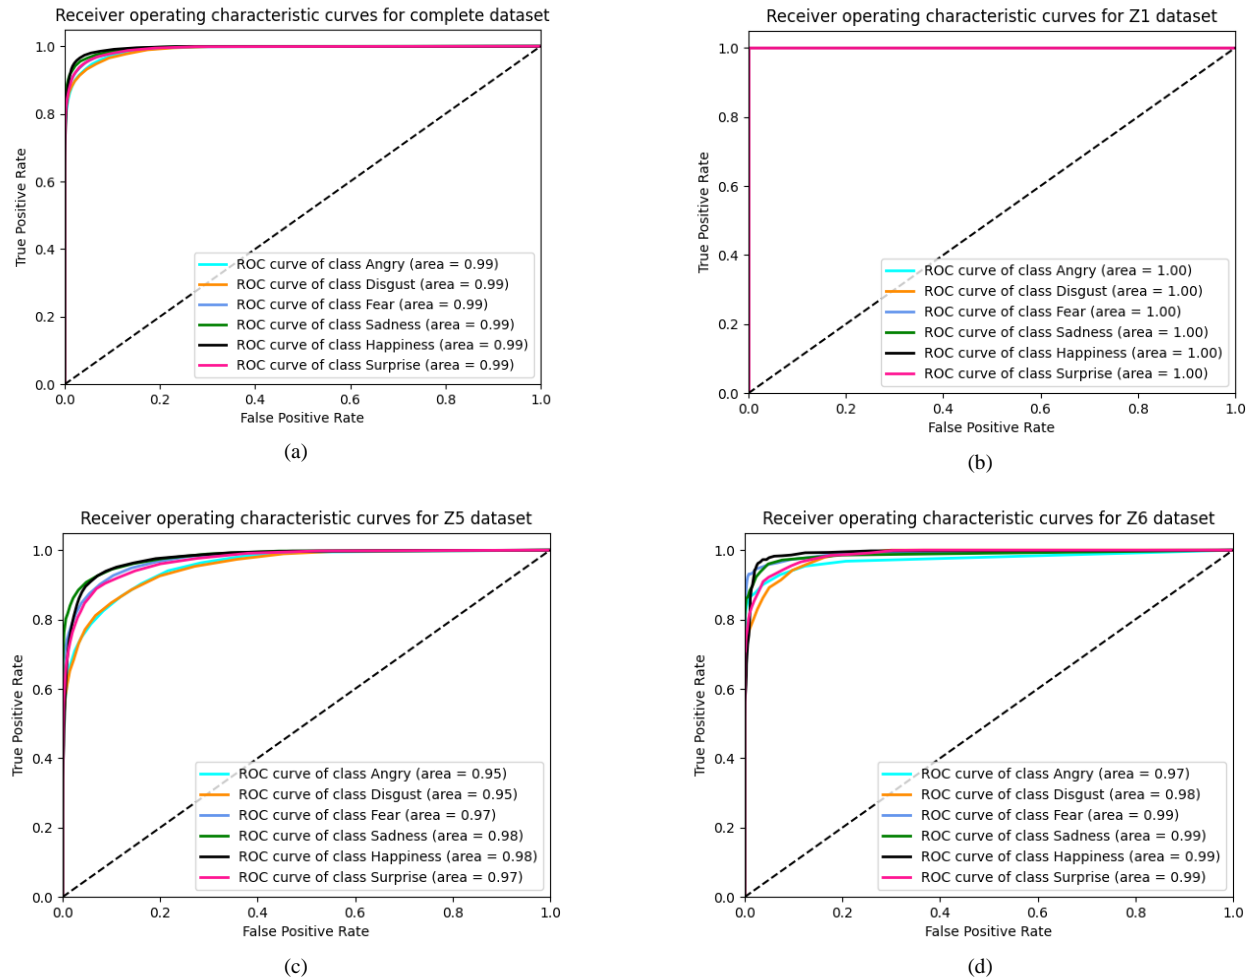 Receiver operating characteristic curves for complete dataset
1.0
0.8
0.6
0.4
0.2
0.0
True Positive Rate
ROC curve of class Angry (area = 0.99)
ROC curve of class Disgust (area = 0.99)
ROC curve of class Fear (area = 0.99)
ROC curve of class Sadness (area = 0.99)
ROC curve of class Happiness (area = 0.99)
ROC curve of class Surprise (area = 0.99)
0.0 0.2 0.4 0.6 0.8 1.0
False Positive Rate
(a)
Receiver operating characteristic curves for Z1 dataset
1.0
0.8
0.6
0.4
0.2
0.0
True Positive Rate
ROC curve of class Angry (area = 1.00)
ROC curve of class Disgust (area = 1.00)
ROC curve of class Fear (area = 1.00)
ROC curve of class Sadness (area = 1.00)
ROC curve of class Happiness (area = 1.00)
ROC curve of class Surprise (area = 1.00)
0.0 0.2 0.4 0.6 0.8 1.0
False Positive Rate
(b)
Receiver operating characteristic curves for Z5 dataset
1.0
0.8
0.6
0.4
0.2
0.0
True Positive Rate
ROC curve of class Angry (area = 0.95)
ROC curve of class Disgust (area = 0.95)
ROC curve of class Fear (area = 0.97)
ROC curve of class Sadness (area = 0.98)
ROC curve of class Happiness (area = 0.98)
ROC curve of class Surprise (area = 0.97)
0.0 0.2 0.4 0.6 0.8 1.0
False Positive Rate
(c)
Receiver operating characteristic curves for Z6 dataset
1.0
0.8
0.6
0.4
0.2
0.0
True Positive Rate
ROC curve of class Angry (area = 0.97)
ROC curve of class Disgust (area = 0.98)
ROC curve of class Fear (area = 0.99)
ROC curve of class Sadness (area = 0.99)
ROC curve of class Happiness (area = 0.99)
ROC curve of class Surprise (area = 0.99)
0.0 0.2 0.4 0.6 0.8 1.0
False Positive Rate
(d)